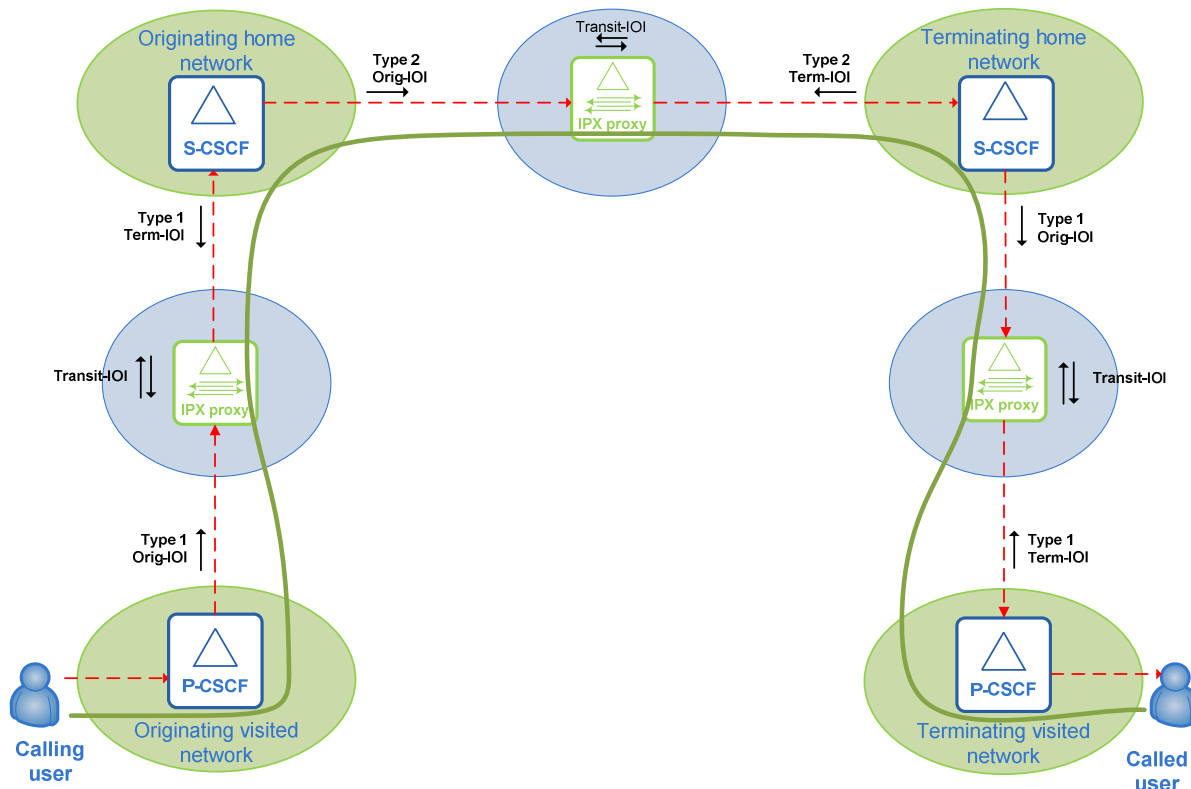 Originating home
network
S-CSCF
Type 2
Orig-IOI
Transit-IOI
IPX proxy
Type 2
Term-IOI
Terminating home
network
S-CSCF
Type 1
Term-IOI
Type 1
Orig-IOI
Transit-IOI
IPX proxy
IPX proxy
Transit-IOI
Type 1
Orig-IOI
Type 1
Term-IOI
P-CSCF
Originating visited
network
Calling
user
P-CSCF
Terminating visited
network
Called
user